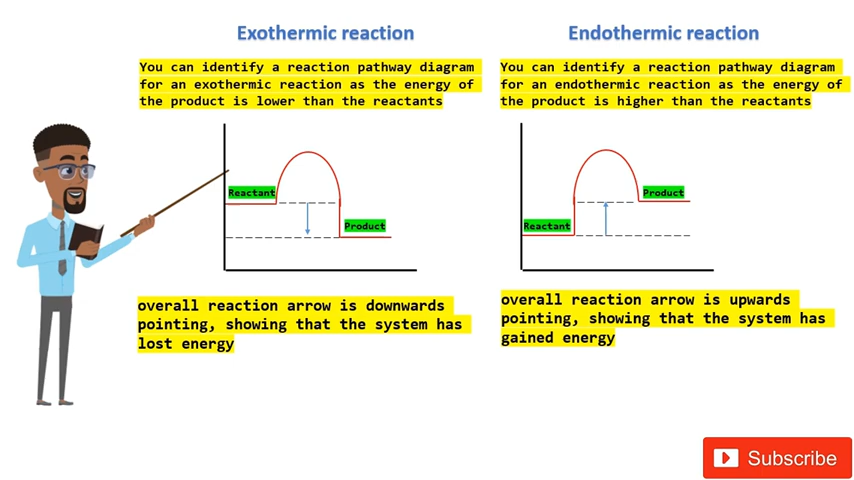 Exothermic reaction
You can identify a reaction pathway diagram
for an exothermic reaction as the energy of
the product is lower than the reactants
Reactant
Product
overall reaction arrow is downwards
pointing, showing that the system has
lost energy
Endothermic reaction
You can identify a reaction pathway diagram
for an endothermic reaction as the energy of
the product is higher than the reactants
Product
Reactant
overall reaction arrow is upwards
pointing, showing that the system has
gained energy
Subscribe